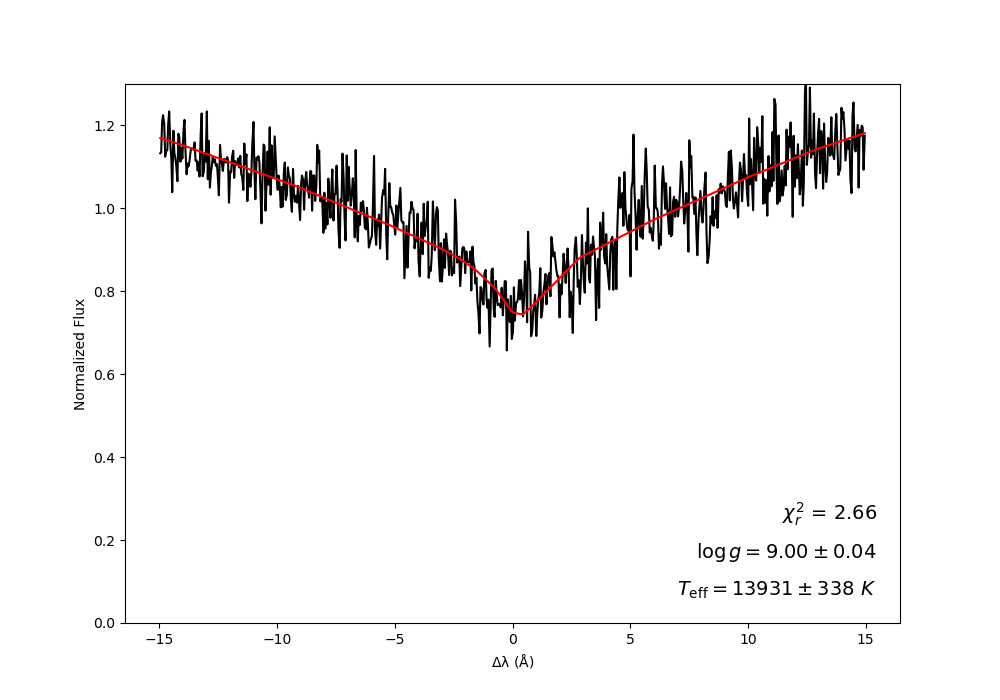 1.2
1.0
0.8
0.6
0.4
0.2
0.0
Normalized Flux
χ²ᵣ = 2.66
log g = 9.00 ± 0.04
T_eff = 13931 ± 338 K
−15 −10 −5 0 5 10 15
Δλ (Å)